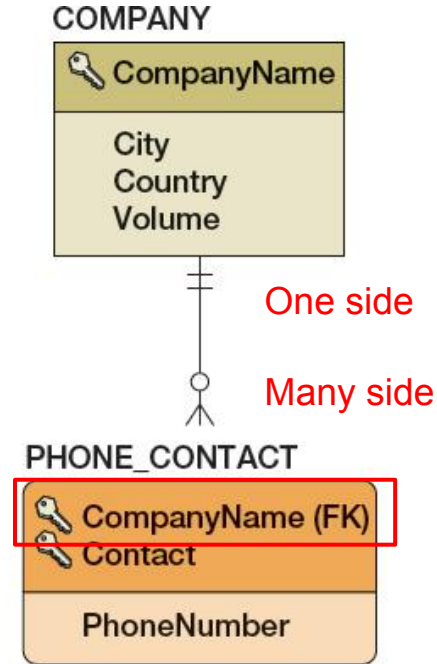 COMPANY
CompanyName
City
Country
Volume
One side
Many side
PHONE_CONTACT
CompanyName (FK)
Contact
PhoneNumber